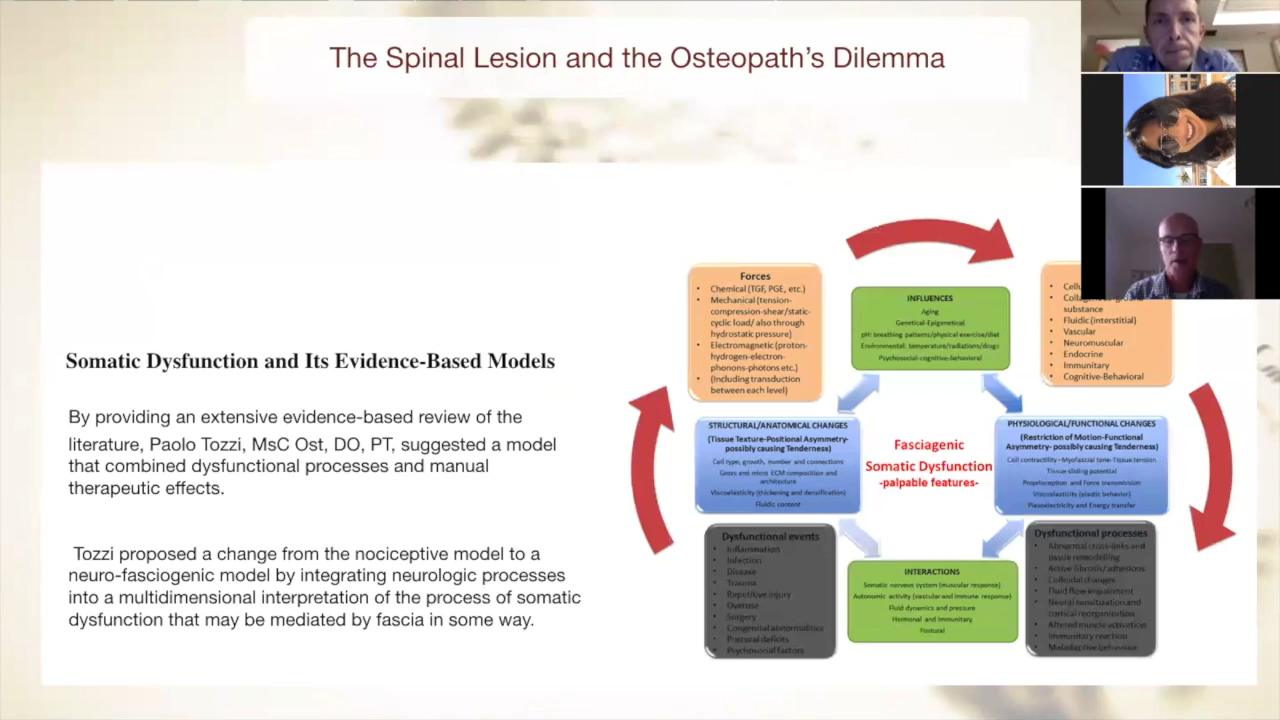 The Spinal Lesion and the Osteopath's Dilemma
Somatic Dysfunction and Its Evidence-Based Models
By providing an extensive evidence-based review of the
literature, Paolo Tozzi, MsC Ost, DO, PT, suggested a model
that combined dysfunctional processes and manual
therapeutic effects.
Tozzi proposed a change from the nociceptive model to a
neuro-fasciogenic model by integrating neurologic processes
into a multidimensional interpretation of the process of somatic
dysfunction that may be mediated by fascia in some way.
Forces
• Chemical (TGF, PGE, etc.)
• Mechanical (tension-
compression-shear/static-
cyclic load/ also through
hydrostatic pressure)
• Electromagnetic (proton-
hydrogen-electron-
phonons-photons etc.)
• (Including transduction
between each level)
INFLUENCES
Aging
Genetical-Epigenetical
pH: breathing patterns/physical exercise/diet
Environmental: temperature/radiations/drugs
Psychosocial-cognitive-Behavioral
substance
• Fluidic (interstitial)
• Vascular
• Neuromuscular
• Endocrine
• Immunitary
• Cognitive-Behavioral
STRUCTURAL/ANATOMICAL CHANGES
(Tissue Texture-Positional Asymmetry-
possibly causing Tenderness)
Cell type, growth, number and connections
Gross and micro ECM composition and
architecture
Viscoelasticity (thickening and densification)
Fluidic content
Fasciagenic
Somatic Dysfunction
-palpable features-
PHYSIOLOGICAL/FUNCTIONAL CHANGES
(Restriction of Motion-Functional
Asymmetry- possibly causing Tenderness)
Cell contractility –Myofascial tone-Tissue tension
Tissue sliding potential
Proprioception and Force transmission
Viscoelasticity (elastic behavior)
Piezoelectricity and Energy transfer
Dysfunctional events
• Inflammation
• Infection
• Disease
• Trauma
• Repetitive injury
• Overuse
• Surgery
• Congenital abnormalities
• Postural deficits
• Psychosocial factors
INTERACTIONS
Somatic nervous system (muscular response)
Autonomic activity (vascular and immune response)
Fluid dynamics and pressure
Hormonal and Immunitary
Postural
Dysfunctional processes
• Abnormal cross-links and
tissue remodelling
• Active fibrosis/adhesions
• Colloidal changes
• Fluid flow impairment
• Neural sensitization and
cortical reorganisation
• Altered muscle activation
• Immunitary reaction
• Maladaptive behaviour